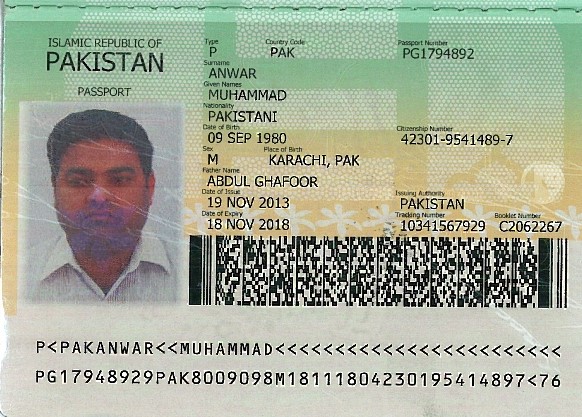 ISLAMIC REPUBLIC OF
PAKISTAN
PASSPORT
Type Country Code Passport Number
P PAK PG1794892
Surname
ANWAR
Given Names
MUHAMMAD
Nationality
PAKISTANI
Date of Birth Citizenship Number
09 SEP 1980 42301-9541489-7
Sex Place of Birth
M KARACHI, PAK
Father Name
ABDUL GHAFOOR
Date of Issue Issuing Authority
19 NOV 2013 PAKISTAN
Date of Expiry Tracking Number Booklet Number
18 NOV 2018 10341567929 C2062267
P<PAKANWAR<<MUHAMMAD<<<<<<<<<<<<<<<<<<<<<<<<
PG17948929PAK8009098M18111804230195414897<76